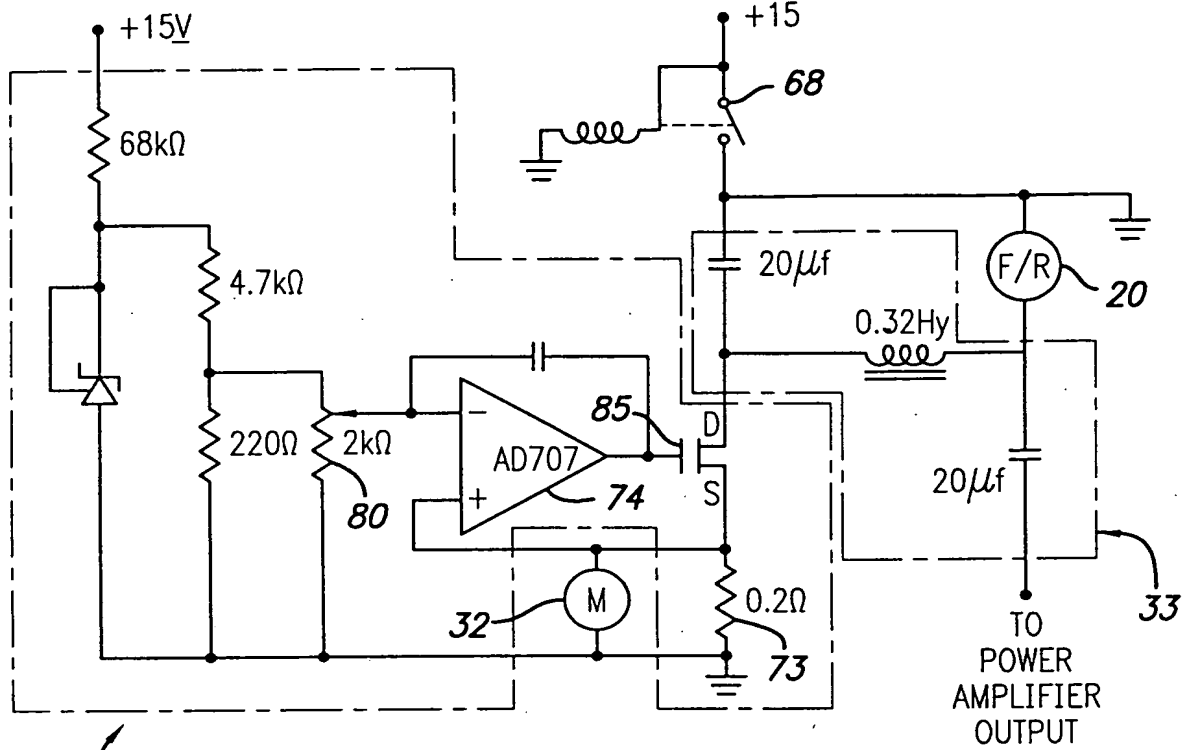 +15V
+15
68
68kΩ
20μf
F/R
20
4.7kΩ
0.32Hy
85
D
−
220Ω
2kΩ
AD707
+
74
S
20μf
80
32
M
0.2Ω
73
33
TO
POWER
AMPLIFIER
OUTPUT